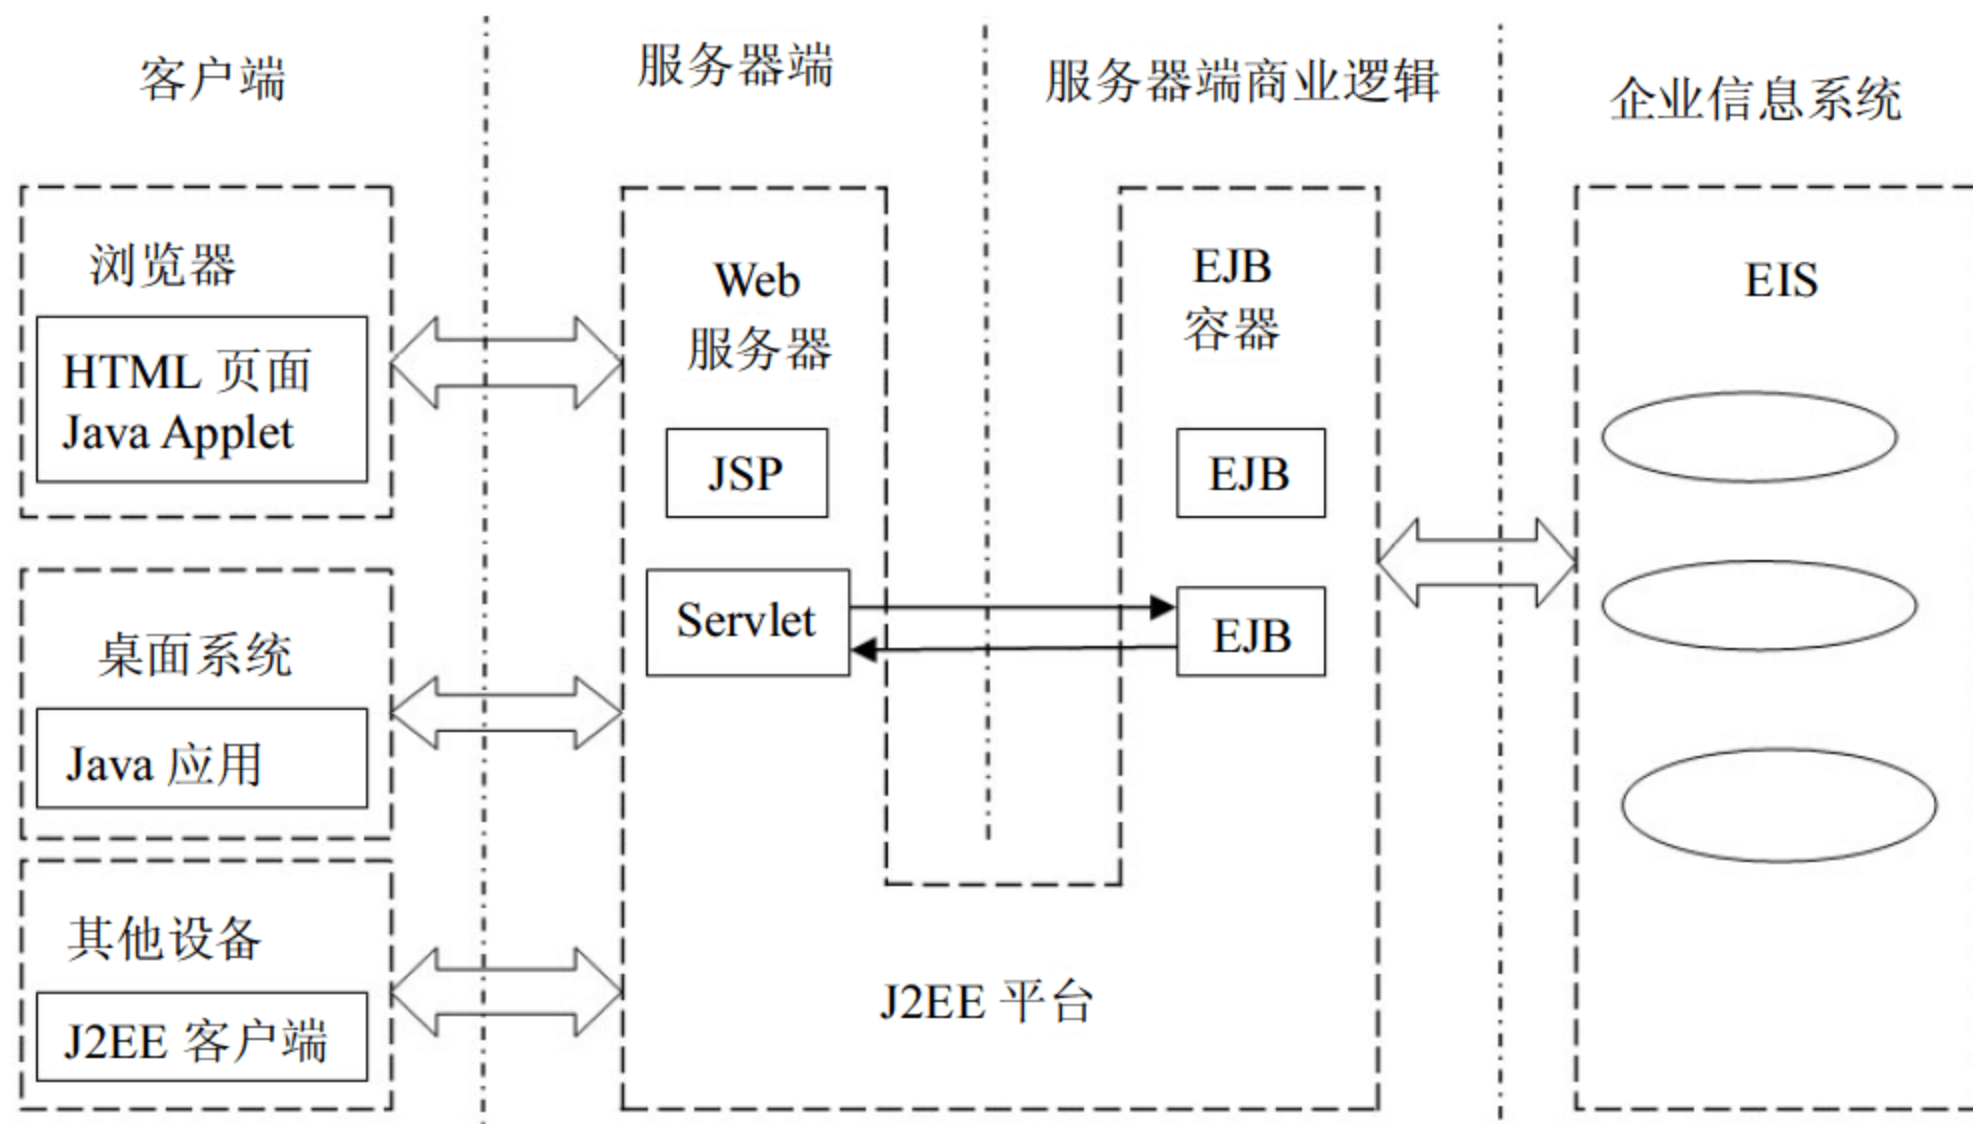 客户端
服务器端
服务器端商业逻辑
企业信息系统
浏览器
HTML 页面
Java Applet
桌面系统
Java 应用
其他设备
J2EE 客户端
Web
服务器
JSP
Servlet
EJB
容器
EJB
EJB
J2EE 平台
EIS